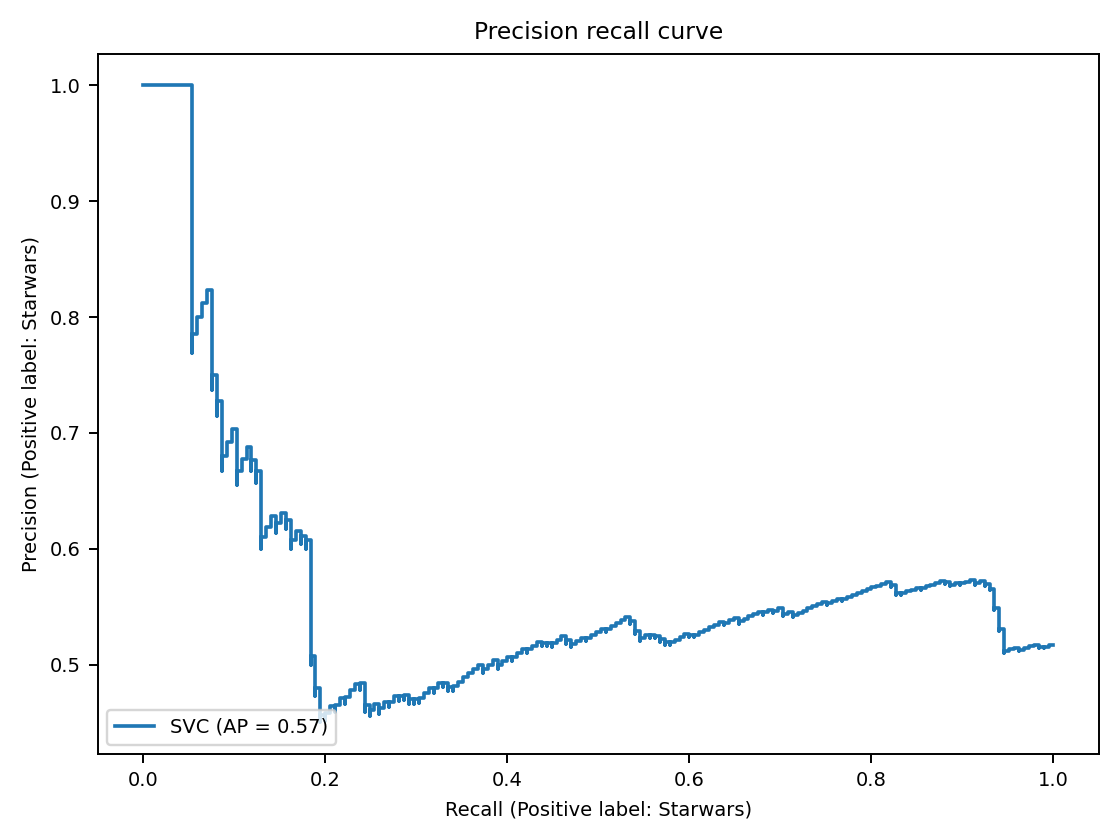 Precision recall curve
1.0
0.9
0.8
0.7
0.6
0.5
Precision (Positive label: Starwars)
SVC (AP = 0.57)
0.0 0.2 0.4 0.6 0.8 1.0
Recall (Positive label: Starwars)